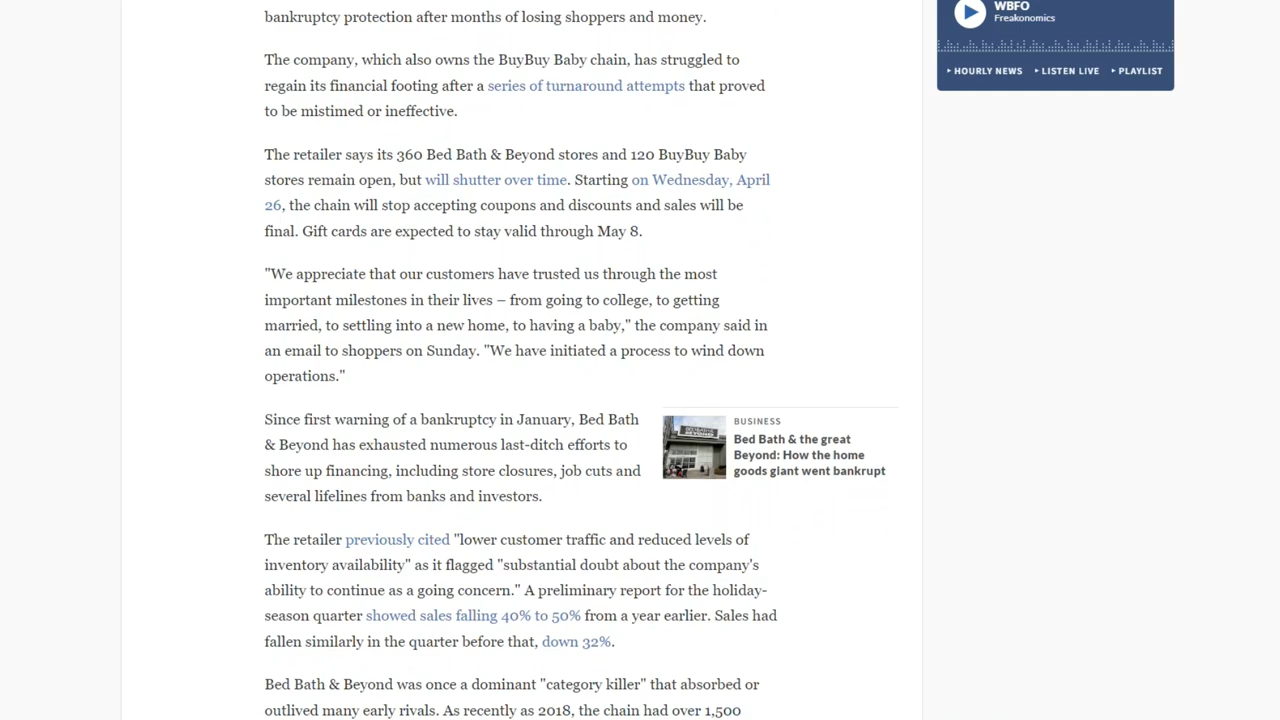 bankruptcy protection after months of losing shoppers and money.
The company, which also owns the BuyBuy Baby chain, has struggled to
regain its financial footing after a series of turnaround attempts that proved
to be mistimed or ineffective.
The retailer says its 360 Bed Bath & Beyond stores and 120 BuyBuy Baby
stores remain open, but will shutter over time. Starting on Wednesday, April
26, the chain will stop accepting coupons and discounts and sales will be
final. Gift cards are expected to stay valid through May 8.
"We appreciate that our customers have trusted us through the most
important milestones in their lives – from going to college, to getting
married, to settling into a new home, to having a baby," the company said in
an email to shoppers on Sunday. "We have initiated a process to wind down
operations."
Since first warning of a bankruptcy in January, Bed Bath
& Beyond has exhausted numerous last-ditch efforts to
shore up financing, including store closures, job cuts and
several lifelines from banks and investors.
BUSINESS
Bed Bath & the great
Beyond: How the home
goods giant went bankrupt
The retailer previously cited "lower customer traffic and reduced levels of
inventory availability" as it flagged "substantial doubt about the company's
ability to continue as a going concern." A preliminary report for the holiday-
season quarter showed sales falling 40% to 50% from a year earlier. Sales had
fallen similarly in the quarter before that, down 32%.
Bed Bath & Beyond was once a dominant "category killer" that absorbed or
outlived many early rivals. As recently as 2018, the chain had over 1,500
WBFO
Freakonomics
HOURLY NEWS
LISTEN LIVE
PLAYLIST